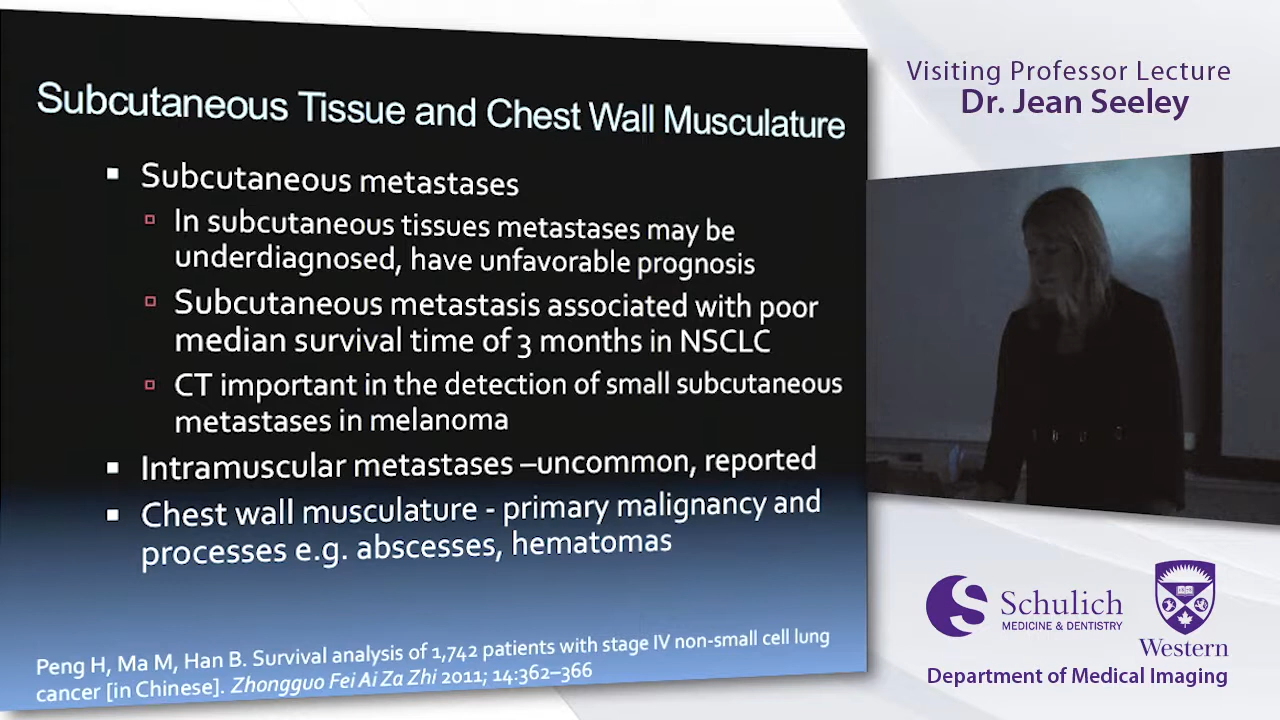 Subcutaneous Tissue and Chest Wall Musculature
Subcutaneous metastases
In subcutaneous tissues metastases may be
underdiagnosed, have unfavorable prognosis
Subcutaneous metastasis associated with poor
median survival time of 3 months in NSCLC
CT important in the detection of small subcutaneous
metastases in melanoma
Intramuscular metastases –uncommon, reported
Chest wall musculature - primary malignancy and
processes e.g. abscesses, hematomas
Peng H, Ma M, Han B. Survival analysis of 1,742 patients with stage IV non-small cell lung
cancer [in Chinese]. Zhongguo Fei Ai Za Zhi 2011; 14:362–366
Visiting Professor Lecture
Dr. Jean Seeley
Schulich
MEDICINE & DENTISTRY
Western
Department of Medical Imaging